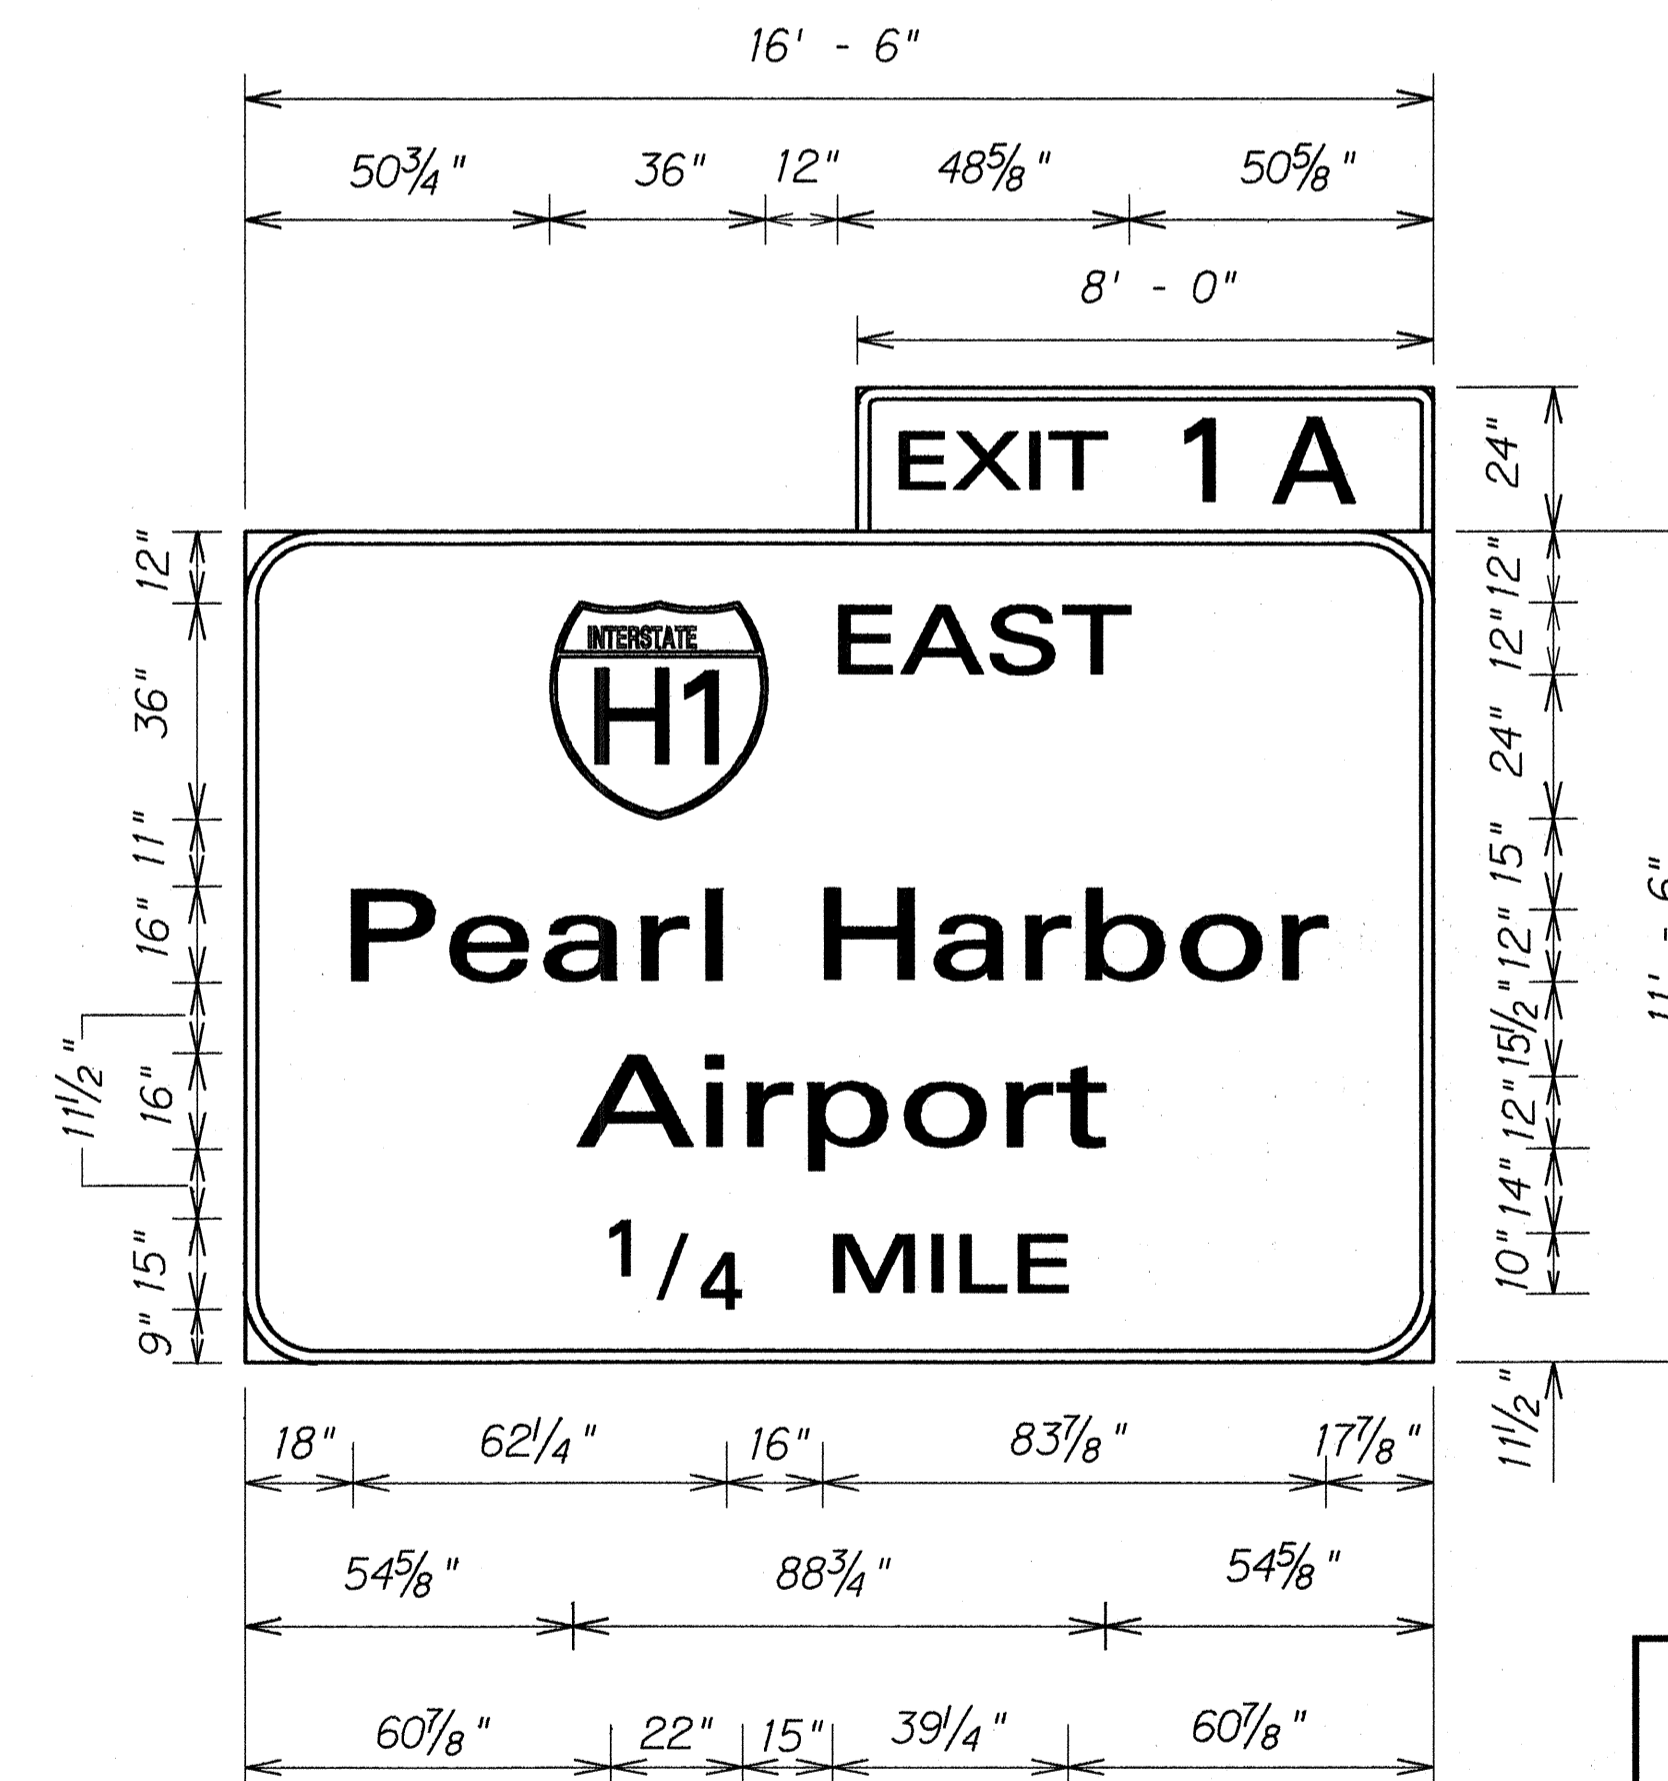 16' - 6"
50¾" 36" 12" 48⅝" 50⅝"
8' - 0"
EXIT 1 A
24"
12"
36"
11"
16"
11½"
16"
15"
9"
INTERSTATE
H1
EAST
Pearl Harbor
Airport
1/4 MILE
12"
12"
24"
15"
12"
15½"
12"
14"
10"
11½"
11' - 6"
18" 62¼" 16" 83⅞" 17⅞"
54⅝" 88¾" 54⅝"
60⅞" 22" 15" 39¼" 60⅞"